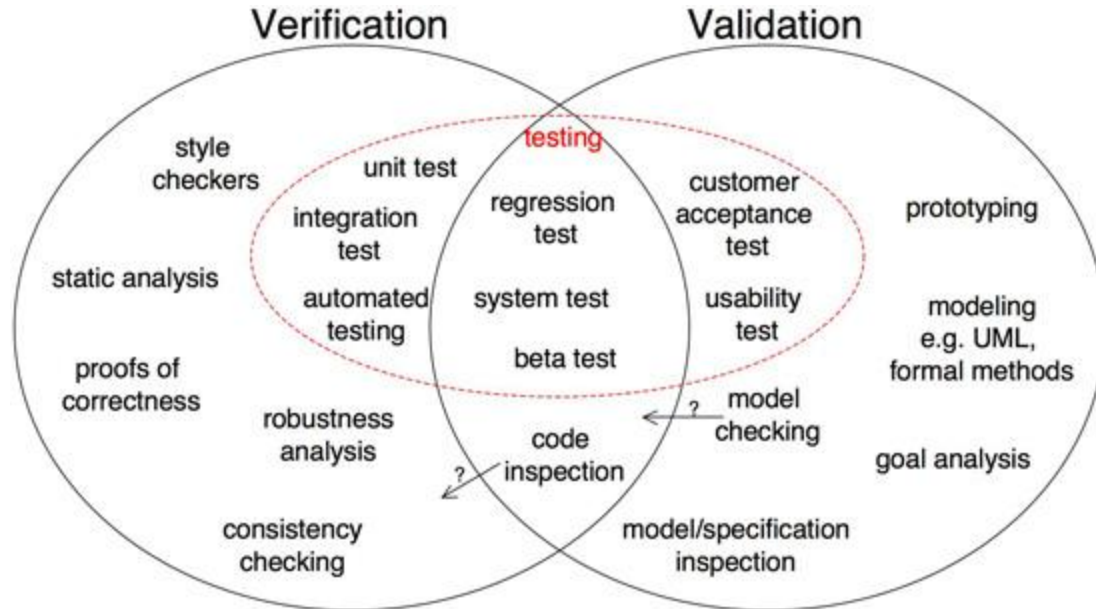 Verification
Validation
testing
style
checkers
unit test
integration
test
static analysis
automated
testing
proofs of
correctness
robustness
analysis
consistency
checking
regression
test
system test
beta test
code
inspection
?
?
customer
acceptance
test
usability
test
model
checking
model/specification
inspection
prototyping
modeling
e.g. UML,
formal methods
goal analysis